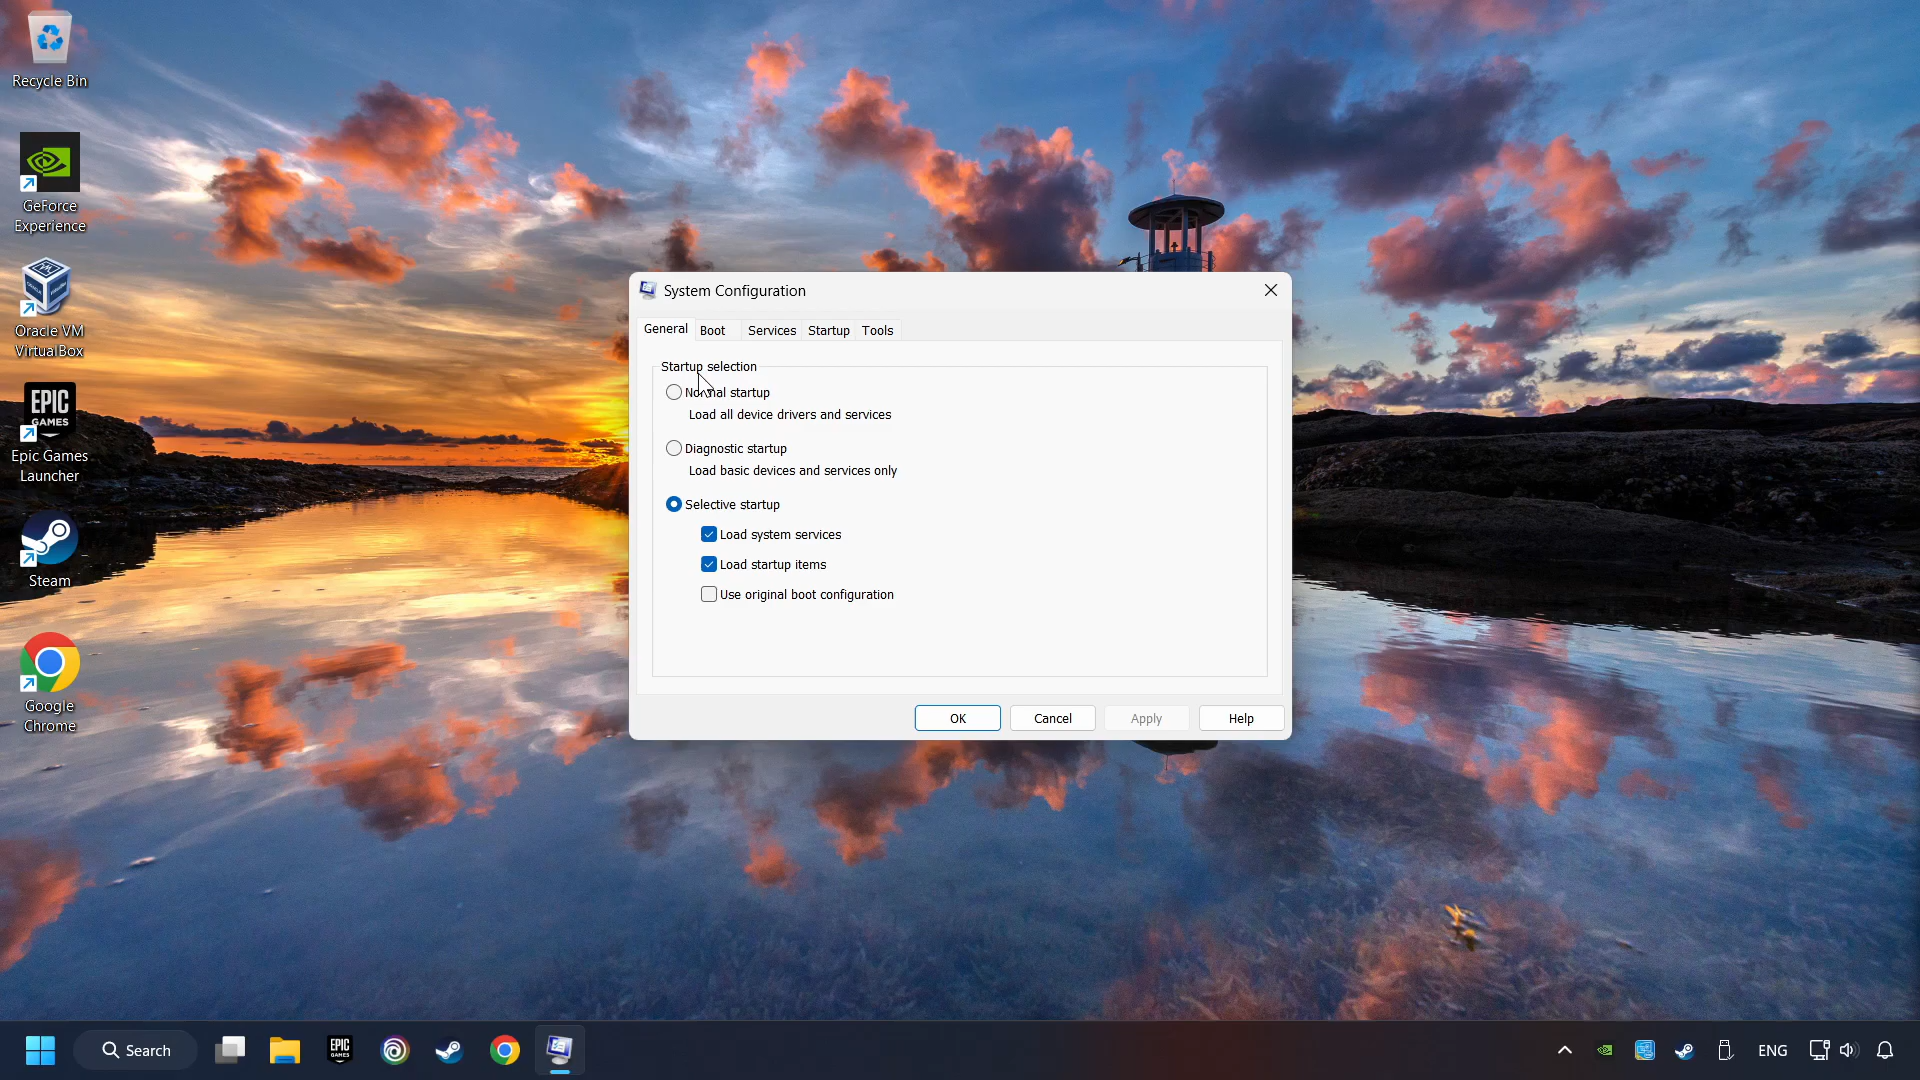 Recycle Bin
GeForce
Experience
Oracle VM
VirtualBox
EPIC
GAMES
Epic Games
Launcher
Steam
Google
Chrome
System Configuration
General Boot Services Startup Tools
Startup selection
Normal startup
Load all device drivers and services
Diagnostic startup
Load basic devices and services only
Selective startup
Load system services
Load startup items
Use original boot configuration
OK Cancel Apply Help
Search
EPIC
GAMES
ENG